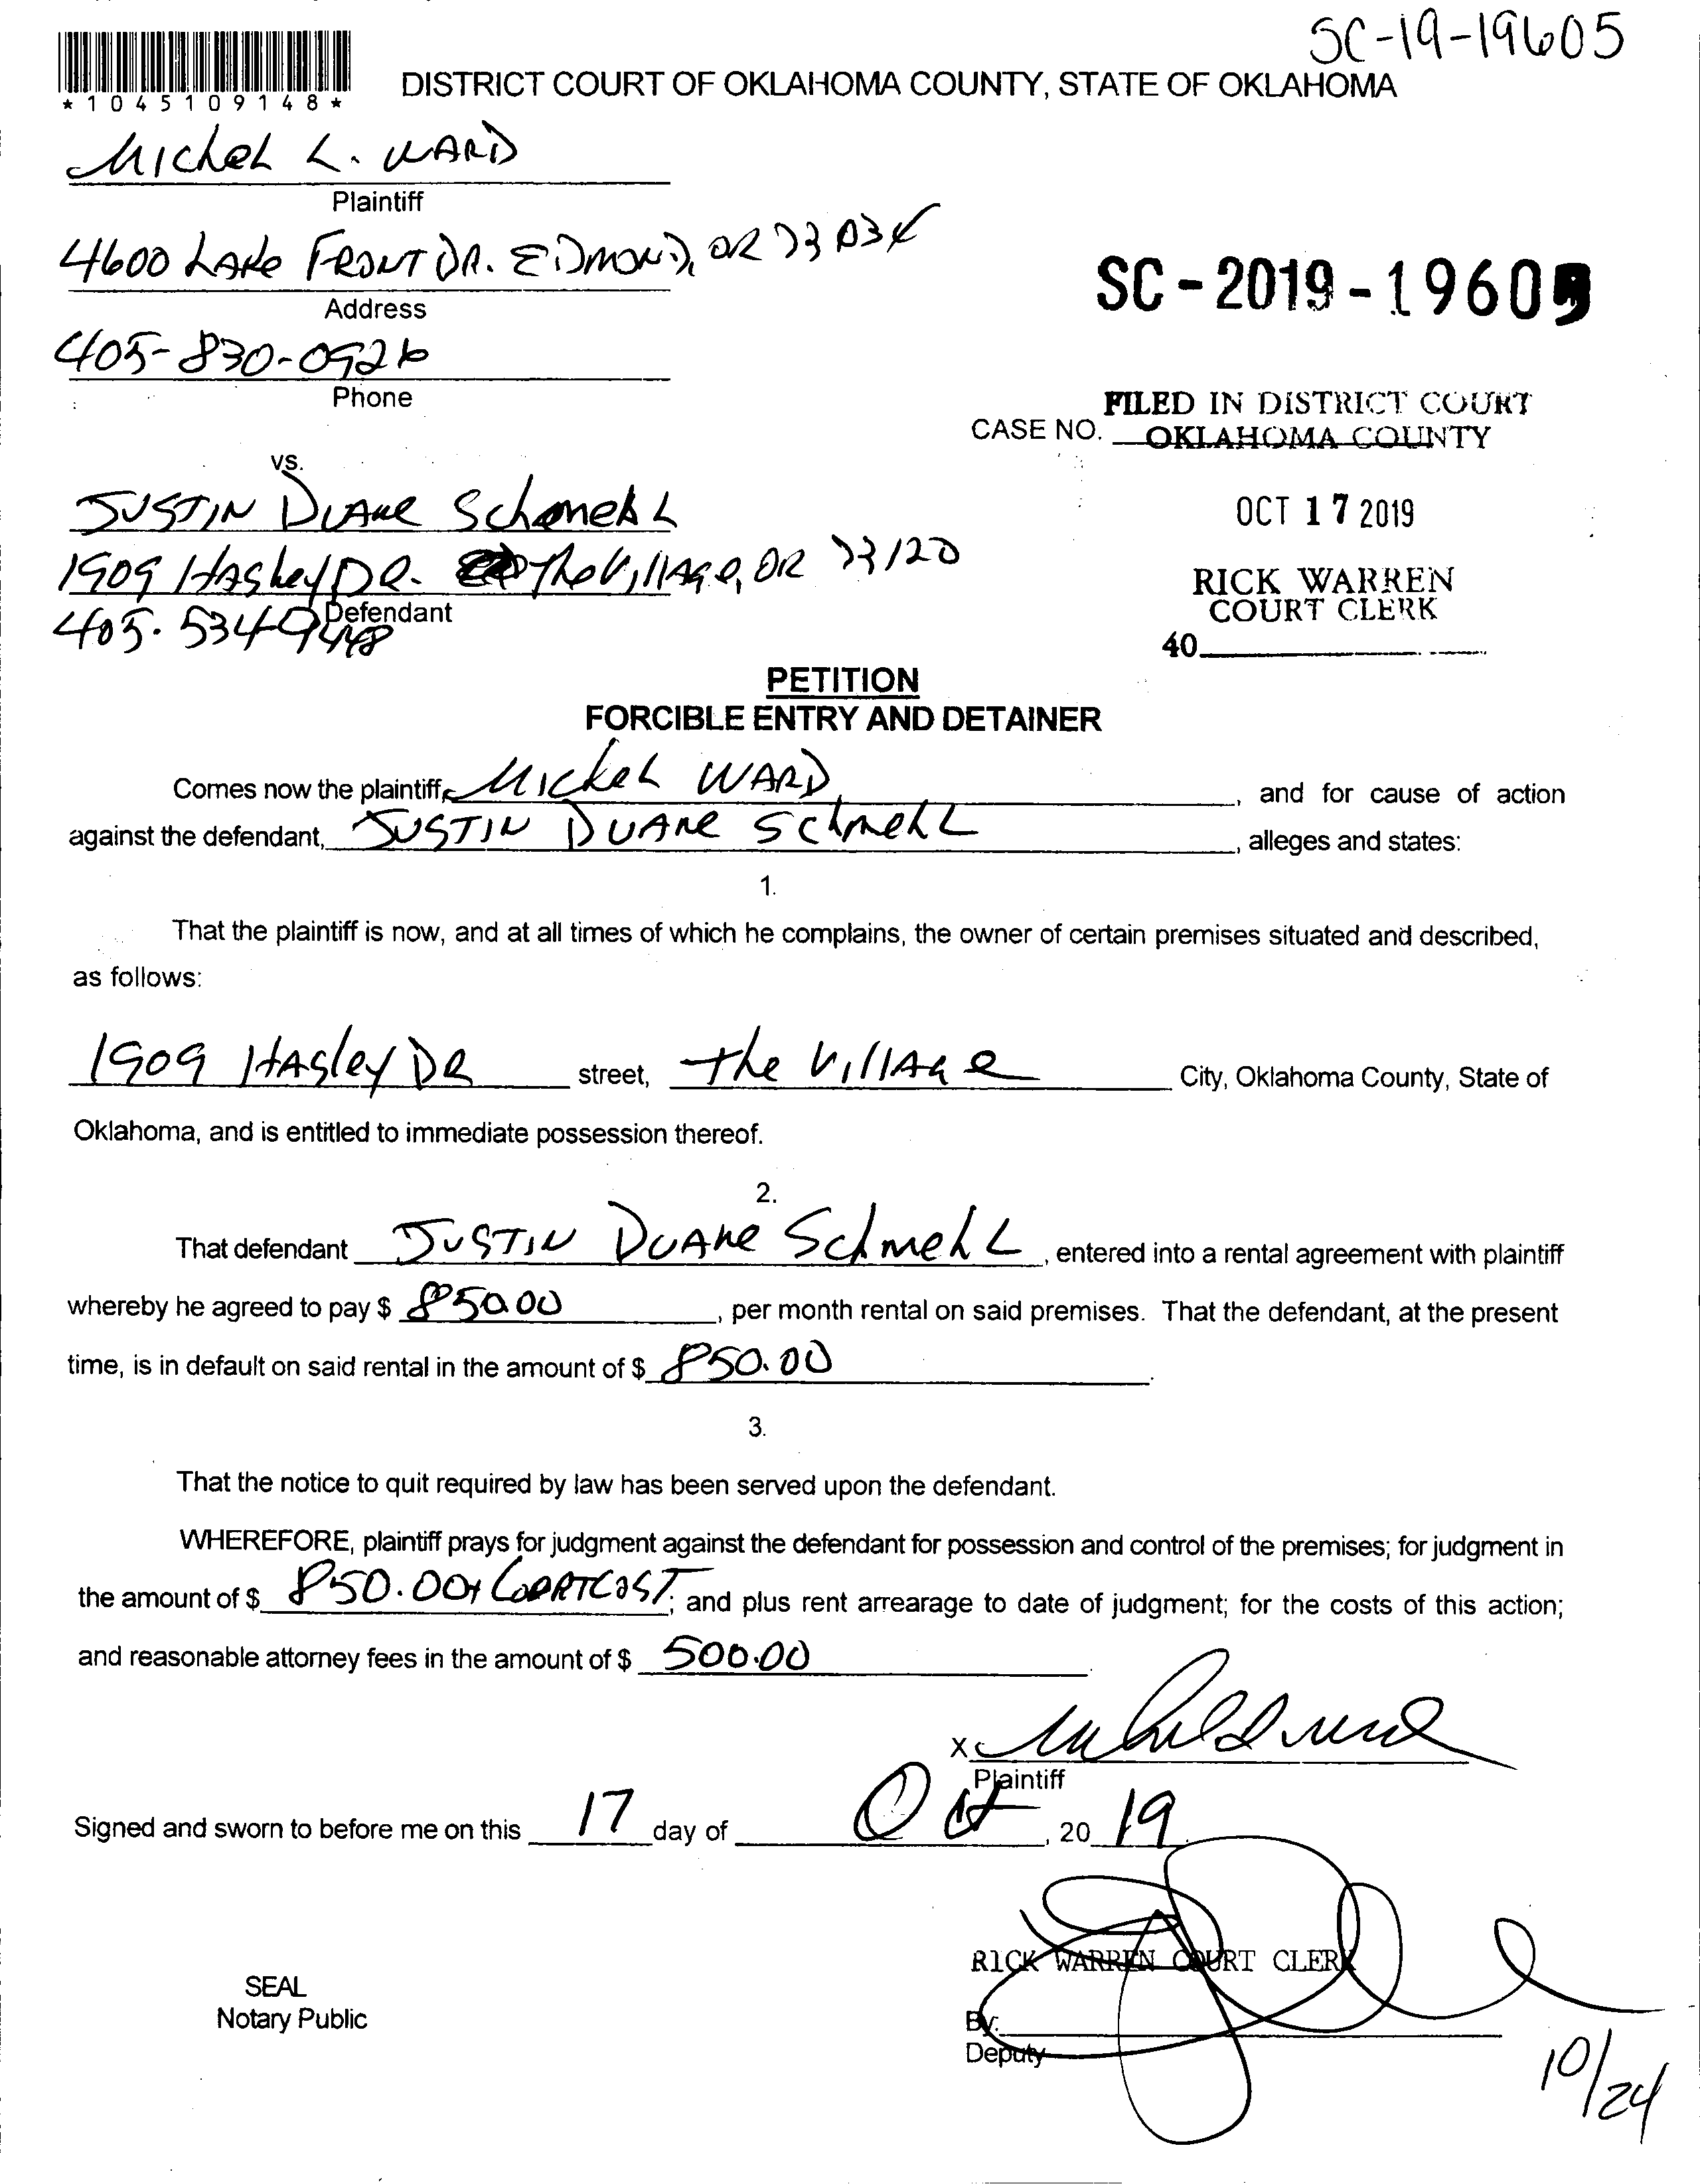 SC-19-19605
*1045109148*
DISTRICT COURT OF OKLAHOMA COUNTY, STATE OF OKLAHOMA
Michel L. WARD
Plaintiff
4600 Lake FRONT DR. EDMOND, OK 73034
Address
SC-2019-19605
405-830-0926
Phone
FILED IN DISTRICT COURT
CASE NO. OKLAHOMA COUNTY
vs.
JUSTIN DUANE Schmehl
OCT 17 2019
1909 HAsley DR. The VillAge, OK 73120
RICK WARREN
COURT CLERK
Defendant
405-534-9448
40
PETITION
FORCIBLE ENTRY AND DETAINER
Comes now the plaintiff, Mickel WARD, and for cause of action
against the defendant, JUSTIN DUANE Schmehl, alleges and states:
1.
That the plaintiff is now, and at all times of which he complains, the owner of certain premises situated and described,
as follows:
1909 HAsley DR street, the VillAge City, Oklahoma County, State of
Oklahoma, and is entitled to immediate possession thereof.
2.
That defendant JUSTIN DUANE Schmehl, entered into a rental agreement with plaintiff
whereby he agreed to pay $ 850.00, per month rental on said premises. That the defendant, at the present
time, is in default on said rental in the amount of $ 850.00.
3.
That the notice to quit required by law has been served upon the defendant.
WHEREFORE, plaintiff prays for judgment against the defendant for possession and control of the premises; for judgment in
the amount of $ 850.00+ COURTCOST; and plus rent arrearage to date of judgment; for the costs of this action;
and reasonable attorney fees in the amount of $ 500.00
X
Plaintiff
Signed and sworn to before me on this 17 day of Oct, 20 19.
RICK WARREN COURT CLERK
SEAL
Notary Public
By:
Deputy
10/24